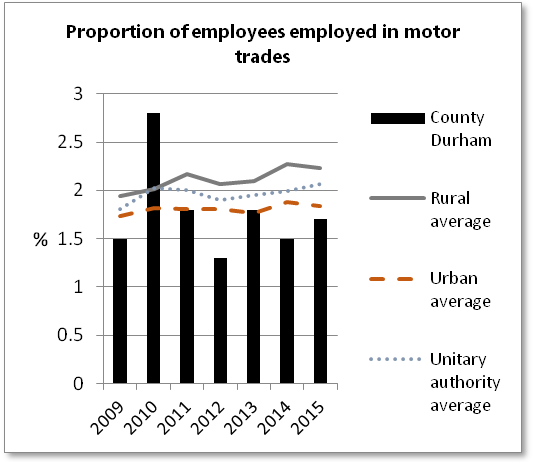 Proportion of employees employed in motor
trades
3
2.5
2
1.5
1
0.5
0
%
2009
2010
2011
2012
2013
2014
2015
County
Durham
Rural
average
Urban
average
Unitary
authority
average